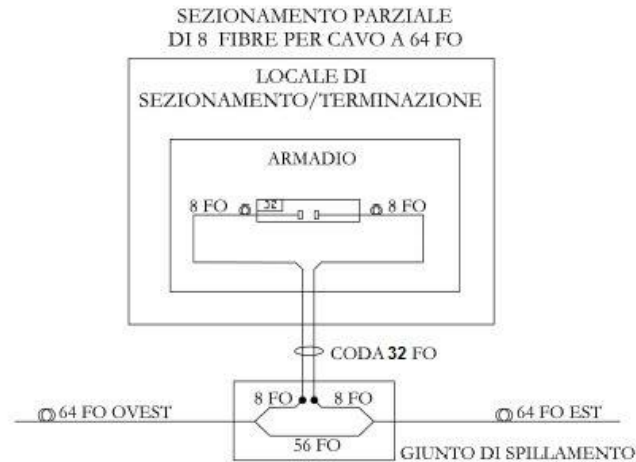 SEZIONAMENTO PARZIALE
DI 8 FIBRE PER CAVO A 64 FO
LOCALE DI
SEZIONAMENTO/TERMINAZIONE
ARMADIO
8 FO
8 FO
CODA 32 FO
8 FO 8 FO
64 FO OVEST
64 FO EST
56 FO
GIUNTO DI SPILLAMENTO